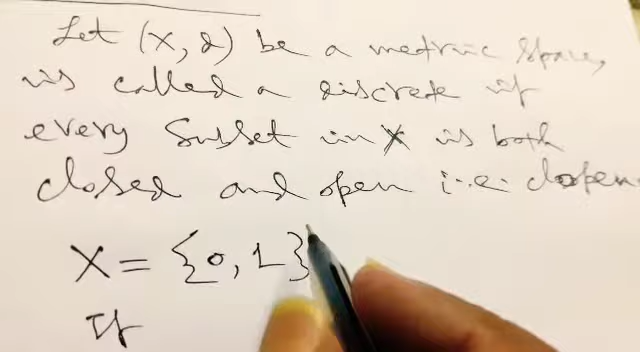 Let (X, d) be a metric space,
is called a discrete if
every subset in X is both
closed and open i.e. clopen.
X = {0, 1}
If